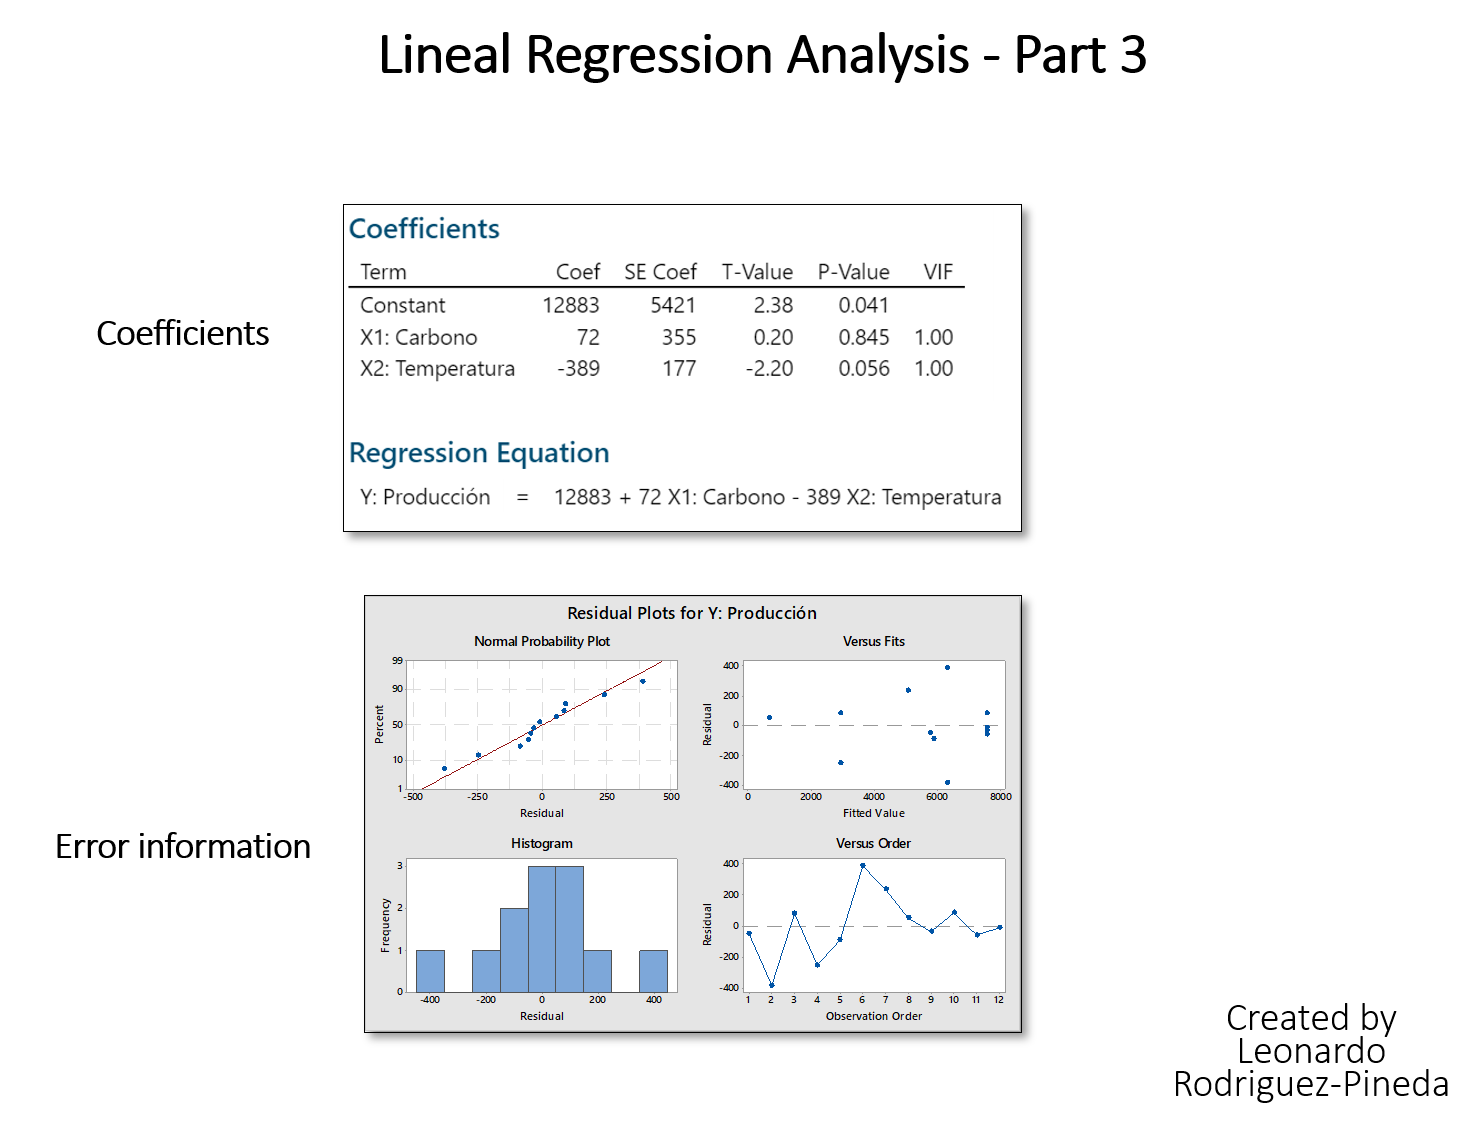 Lineal Regression Analysis - Part 3
Coefficients
Coefficients
Term Coef SE Coef T-Value P-Value VIF
Constant 12883 5421 2.38 0.041
X1: Carbono 72 355 0.20 0.845 1.00
X2: Temperatura -389 177 -2.20 0.056 1.00
Regression Equation
Y: Producción = 12883 + 72 X1: Carbono - 389 X2: Temperatura
Error information
Residual Plots for Y: Producción
Normal Probability Plot
99
90
50
10
1
Percent
-500 -250 0 250 500
Residual
Versus Fits
400
200
0
-200
-400
Residual
0 2000 4000 6000 8000
Fitted Value
Histogram
3
2
1
0
Frequency
-400 -200 0 200 400
Residual
Versus Order
400
200
0
-200
-400
Residual
1 2 3 4 5 6 7 8 9 10 11 12
Observation Order
Created by
Leonardo
Rodriguez-Pineda